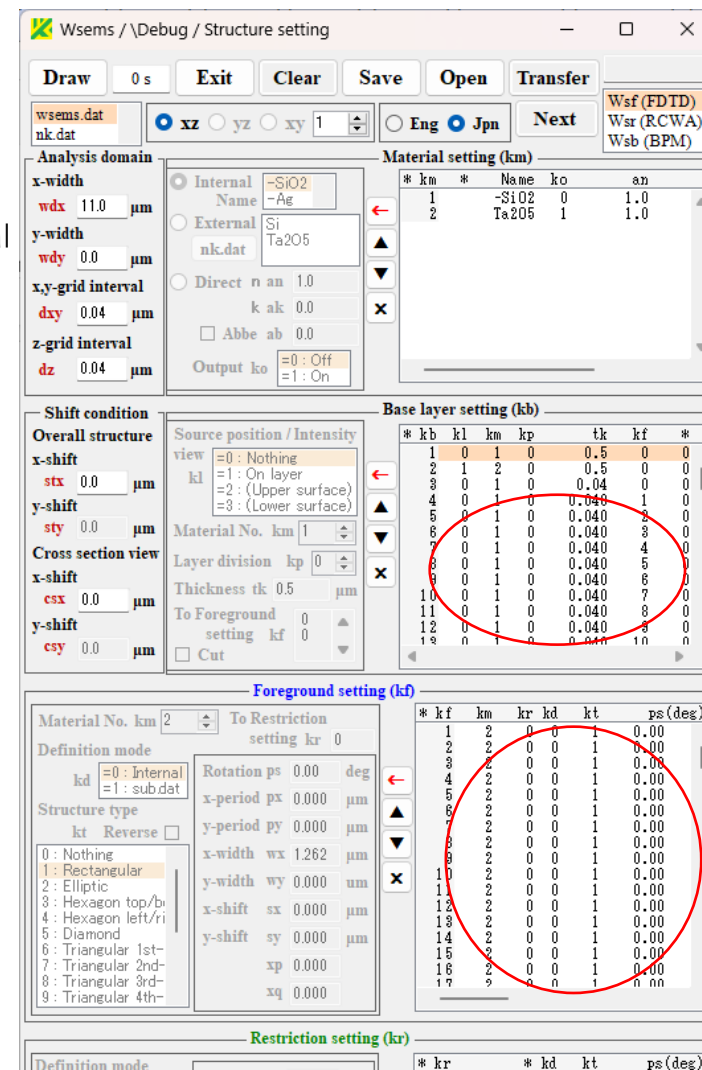 Wsems / \Debug / Structure setting
Draw 0 s Exit Clear Save Open Transfer
wsems.dat
nk.dat
xz yz xy 1
Eng Jpn
Next
Wsf (FDTD)
Wsr (RCWA)
Wsb (BPM)
Analysis domain
x-width
wdx 11.0 μm
y-width
wdy 0.0 μm
x,y-grid interval
dxy 0.04 μm
z-grid interval
dz 0.04 μm
Material setting (km)
Internal Name
-SiO2
-Ag
External
nk.dat
Si
Ta2O5
Direct n an 1.0
k ak 0.0
Abbe ab 0.0
Output ko
=0 : Off
=1 : On
* km * Name ko an
1 -SiO2 0 1.0
2 Ta2O5 1 1.0
Shift condition
Overall structure
x-shift
stx 0.0 μm
y-shift
sty 0.0 μm
Cross section view
x-shift
csx 0.0 μm
y-shift
csy 0.0 μm
Base layer setting (kb)
Source position / Intensity
view
kl
=0 : Nothing
=1 : On layer
=2 : (Upper surface)
=3 : (Lower surface)
Material No. km 1
Layer division kp 0
Thickness tk 0.5 μm
To Foreground 0
setting kf 0
Cut
* kb kl km kp tk kf *
1 0 1 0 0.5 0 0
2 1 2 0 0.5 0 0
3 0 1 0 0.04 0 0
4 0 1 0 0.040 1 0
5 0 1 0 0.040 2 0
6 0 1 0 0.040 3 0
7 0 1 0 0.040 4 0
8 0 1 0 0.040 5 0
9 0 1 0 0.040 6 0
10 0 1 0 0.040 7 0
11 0 1 0 0.040 8 0
12 0 1 0 0.040 9 0
13 0 1 0 0.040 10 0
Foreground setting (kf)
Material No. km 2
To Restriction
setting kr 0
Definition mode
kd
=0 : Internal
=1 : sub.dat
Structure type
kt Reverse
0 : Nothing
1 : Rectangular
2 : Elliptic
3 : Hexagon top/b
4 : Hexagon left/ri
5 : Diamond
6 : Triangular 1st-
7 : Triangular 2nd-
8 : Triangular 3rd-
9 : Triangular 4th-
Rotation ps 0.00 deg
x-period px 0.000 μm
y-period py 0.000 μm
x-width wx 1.262 μm
y-width wy 0.000 um
x-shift sx 0.000 μm
y-shift sy 0.000 μm
xp 0.000
xq 0.000
* kf km kr kd kt ps(deg)
1 2 0 0 1 0.00
2 2 0 0 1 0.00
3 2 0 0 1 0.00
4 2 0 0 1 0.00
5 2 0 0 1 0.00
6 2 0 0 1 0.00
7 2 0 0 1 0.00
8 2 0 0 1 0.00
9 2 0 0 1 0.00
10 2 0 0 1 0.00
11 2 0 0 1 0.00
12 2 0 0 1 0.00
13 2 0 0 1 0.00
14 2 0 0 1 0.00
15 2 0 0 1 0.00
16 2 0 0 1 0.00
17 2 0 0 1 0.00
Restriction setting (kr)
Definition mode
* kr * kd kt ps(deg)